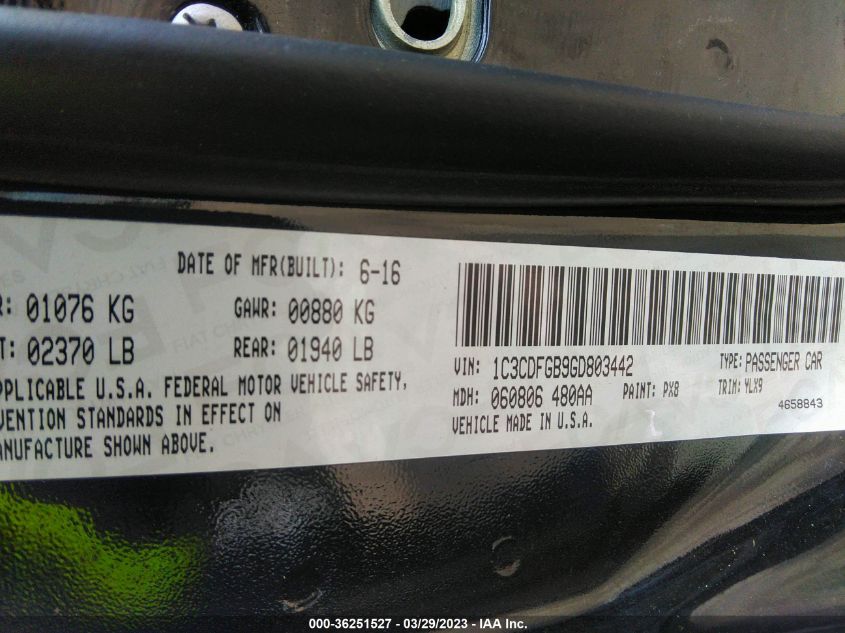 DATE OF MFR(BUILT): 6-16
R: 01076 KG GAWR: 00880 KG
T: 02370 LB REAR: 01940 LB
PPLICABLE U.S.A. FEDERAL MOTOR VEHICLE SAFETY,
VENTION STANDARDS IN EFFECT ON
ANUFACTURE SHOWN ABOVE.
VIN: 1C3CDFGB9GD803442 TYPE: PASSENGER CAR
MDH: 060806 480AA PAINT: PX8 TRIM: YLX9
VEHICLE MADE IN U.S.A. 4658843
000-36251527 - 03/29/2023 - © IAA Inc.